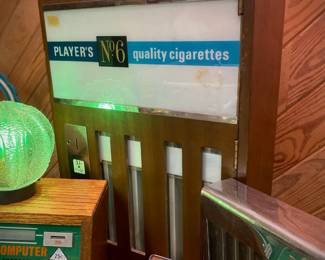 PLAYER'S No6 quality cigarettes
COMPUTER